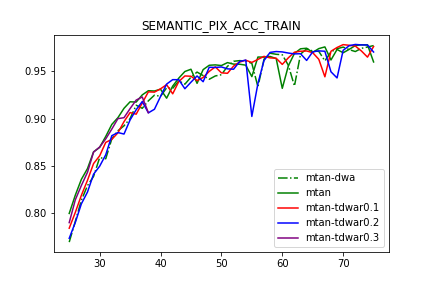 SEMANTIC_PIX_ACC_TRAIN
0.95
0.90
0.85
0.80
mtan-dwa
mtan
mtan-tdwar0.1
mtan-tdwar0.2
mtan-tdwar0.3
30 40 50 60 70